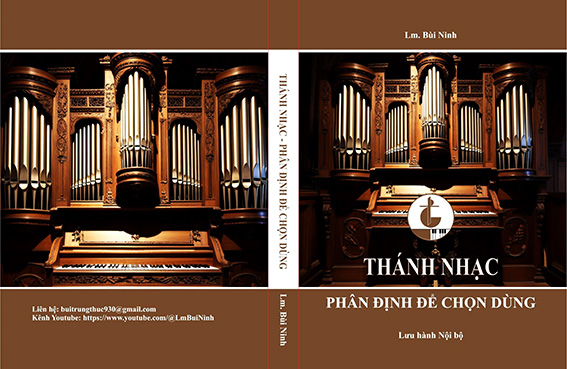 Lm. Bùi Ninh
THÁNH NHẠC
PHÂN ĐỊNH ĐỂ CHỌN DÙNG
Lưu hành Nội bộ
THÁNH NHẠC - PHÂN ĐỊNH ĐỂ CHỌN DÙNG
Lm. Bùi Ninh
Liên hệ: buitrungthuc930@gmail.com
Kênh Youtube: https://www.youtube.com/@LmBuiNinh